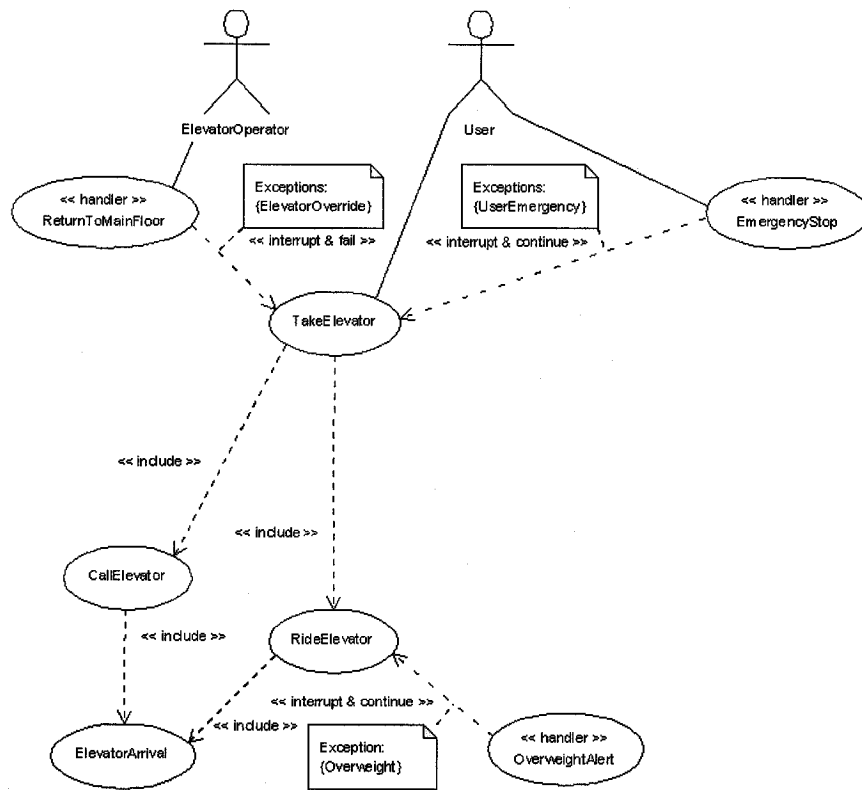 ElevatorOperator
User
<< handler >>
ReturnToMainFloor
Exceptions:
{ElevatorOverride}
<< interrupt & fail >>
Exceptions:
{UserEmergency}
<< interrupt & continue >>
<< handler >>
EmergencyStop
TakeElevator
<< include >>
<< include >>
CallElevator
<< include >>
RideElevator
<< interrupt & continue >>
<< include >>
ElevatorArrival
Exception:
{Overweight}
<< handler >>
OverweightAlert